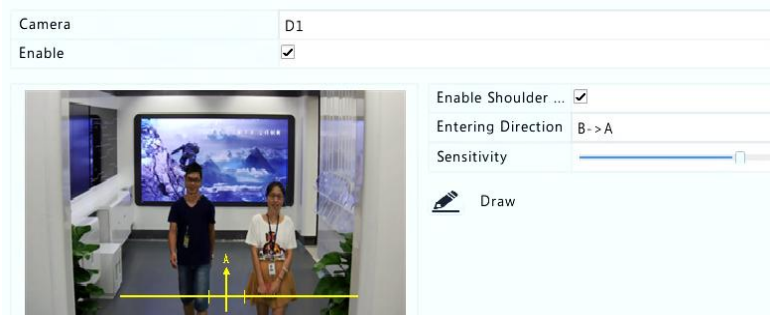 Camera D1
Enable
Enable Shoulder ...
Entering Direction B->A
Sensitivity
A
Draw